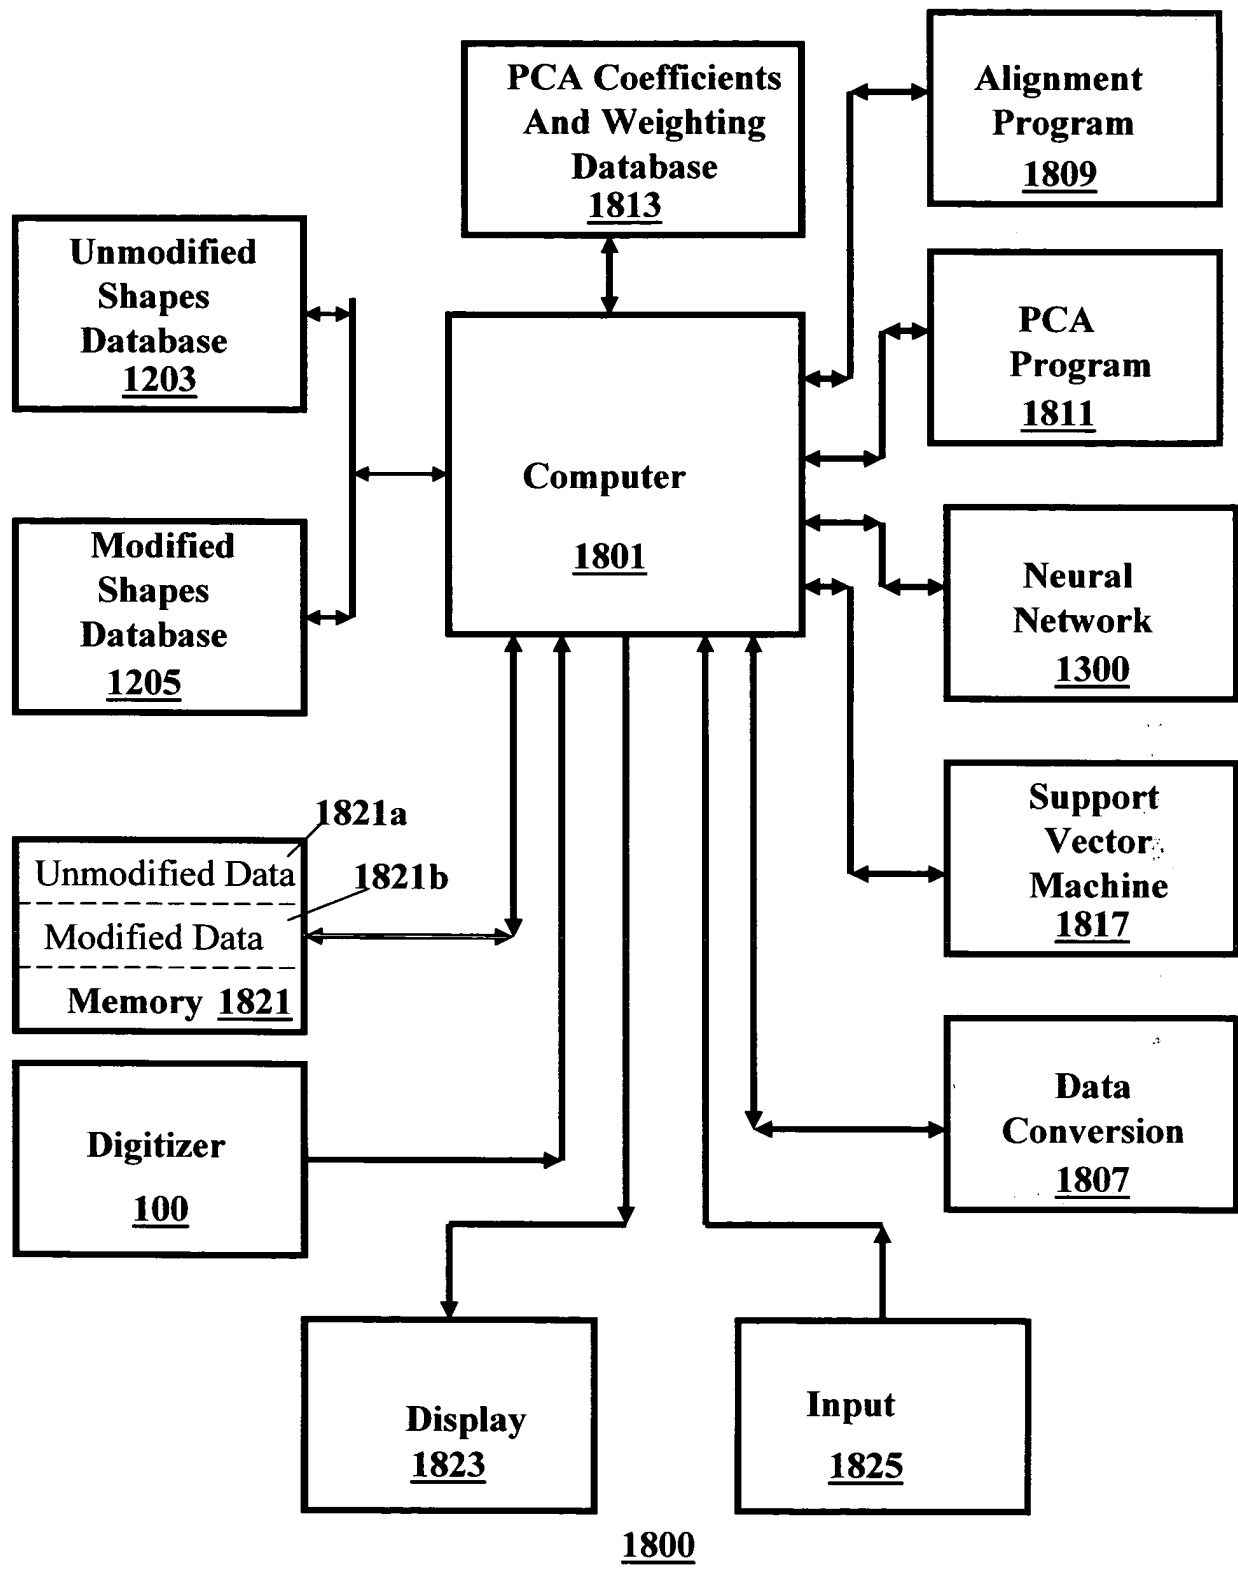 PCA Coefficients
And Weighting
Database
1813
Alignment
Program
1809
Unmodified
Shapes
Database
1203
PCA
Program
1811
Computer
1801
Modified
Shapes
Database
1205
Neural
Network
1300
Support
Vector
Machine
1817
1821a
Unmodified Data
1821b
Modified Data
Memory 1821
Digitizer
100
Data
Conversion
1807
Display
1823
Input
1825
1800